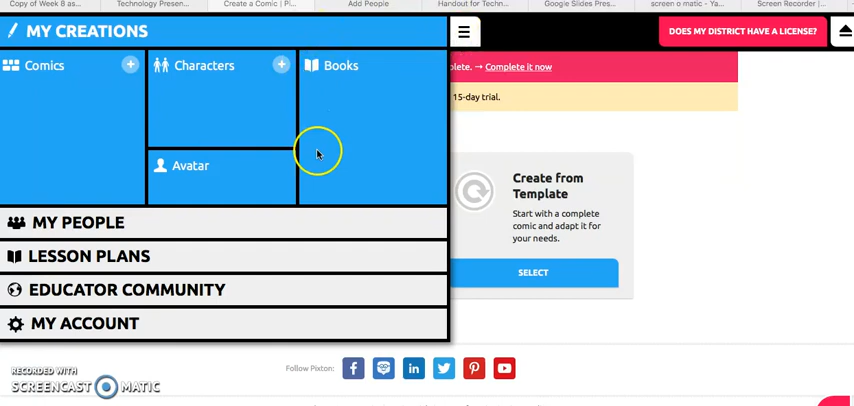 Copy of Week 8 as...
Technology Presen...
Create a Comic | Pi...
Add People
Handout for Techn...
Google Slides Pres...
screen o matic - Ya...
Screen Recorder |...
MY CREATIONS
DOES MY DISTRICT HAVE A LICENSE?
Comics
Characters
Books
plete. → Complete it now
15-day trial.
Avatar
Create from
Template
Start with a complete
comic and adapt it for
your needs.
SELECT
MY PEOPLE
LESSON PLANS
EDUCATOR COMMUNITY
MY ACCOUNT
Follow Pixton:
RECORDED WITH
SCREENCAST MATIC